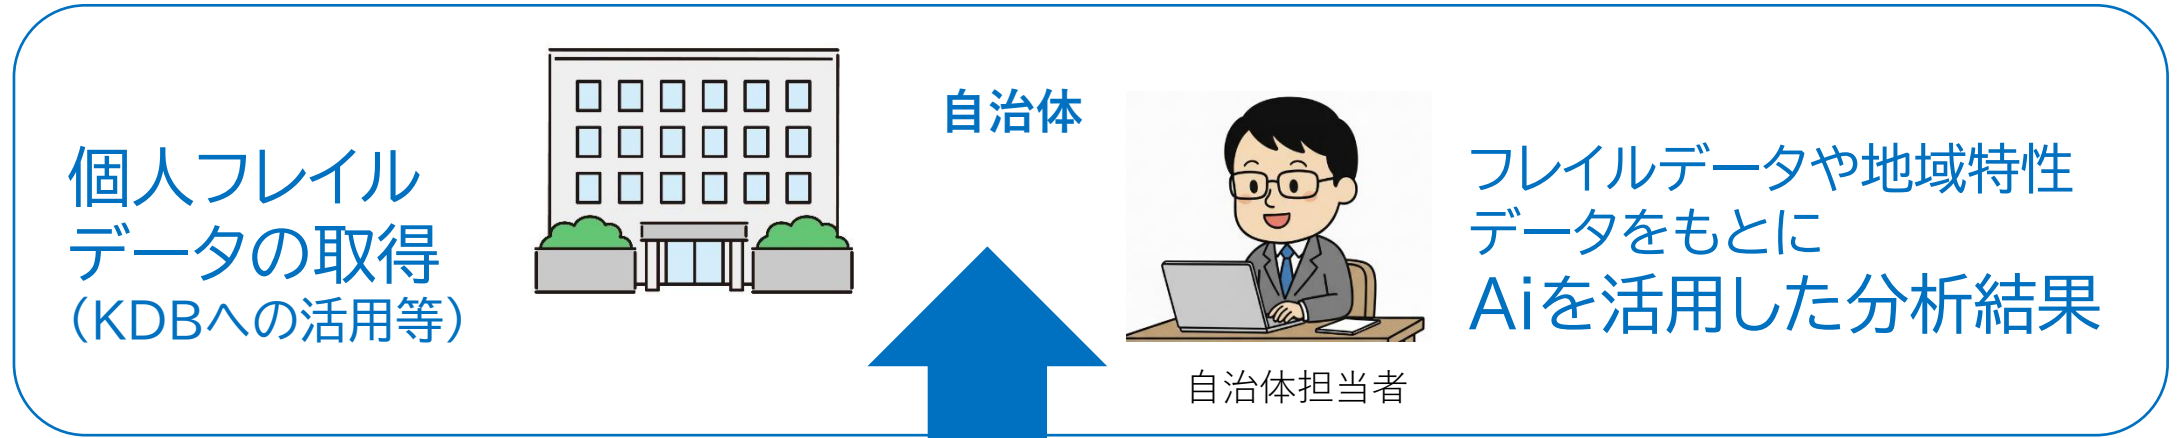 個人フレイル
データの取得
（KDBへの活用等）
自治体
自治体担当者
フレイルデータや地域特性
データをもとに
Aiを活用した分析結果